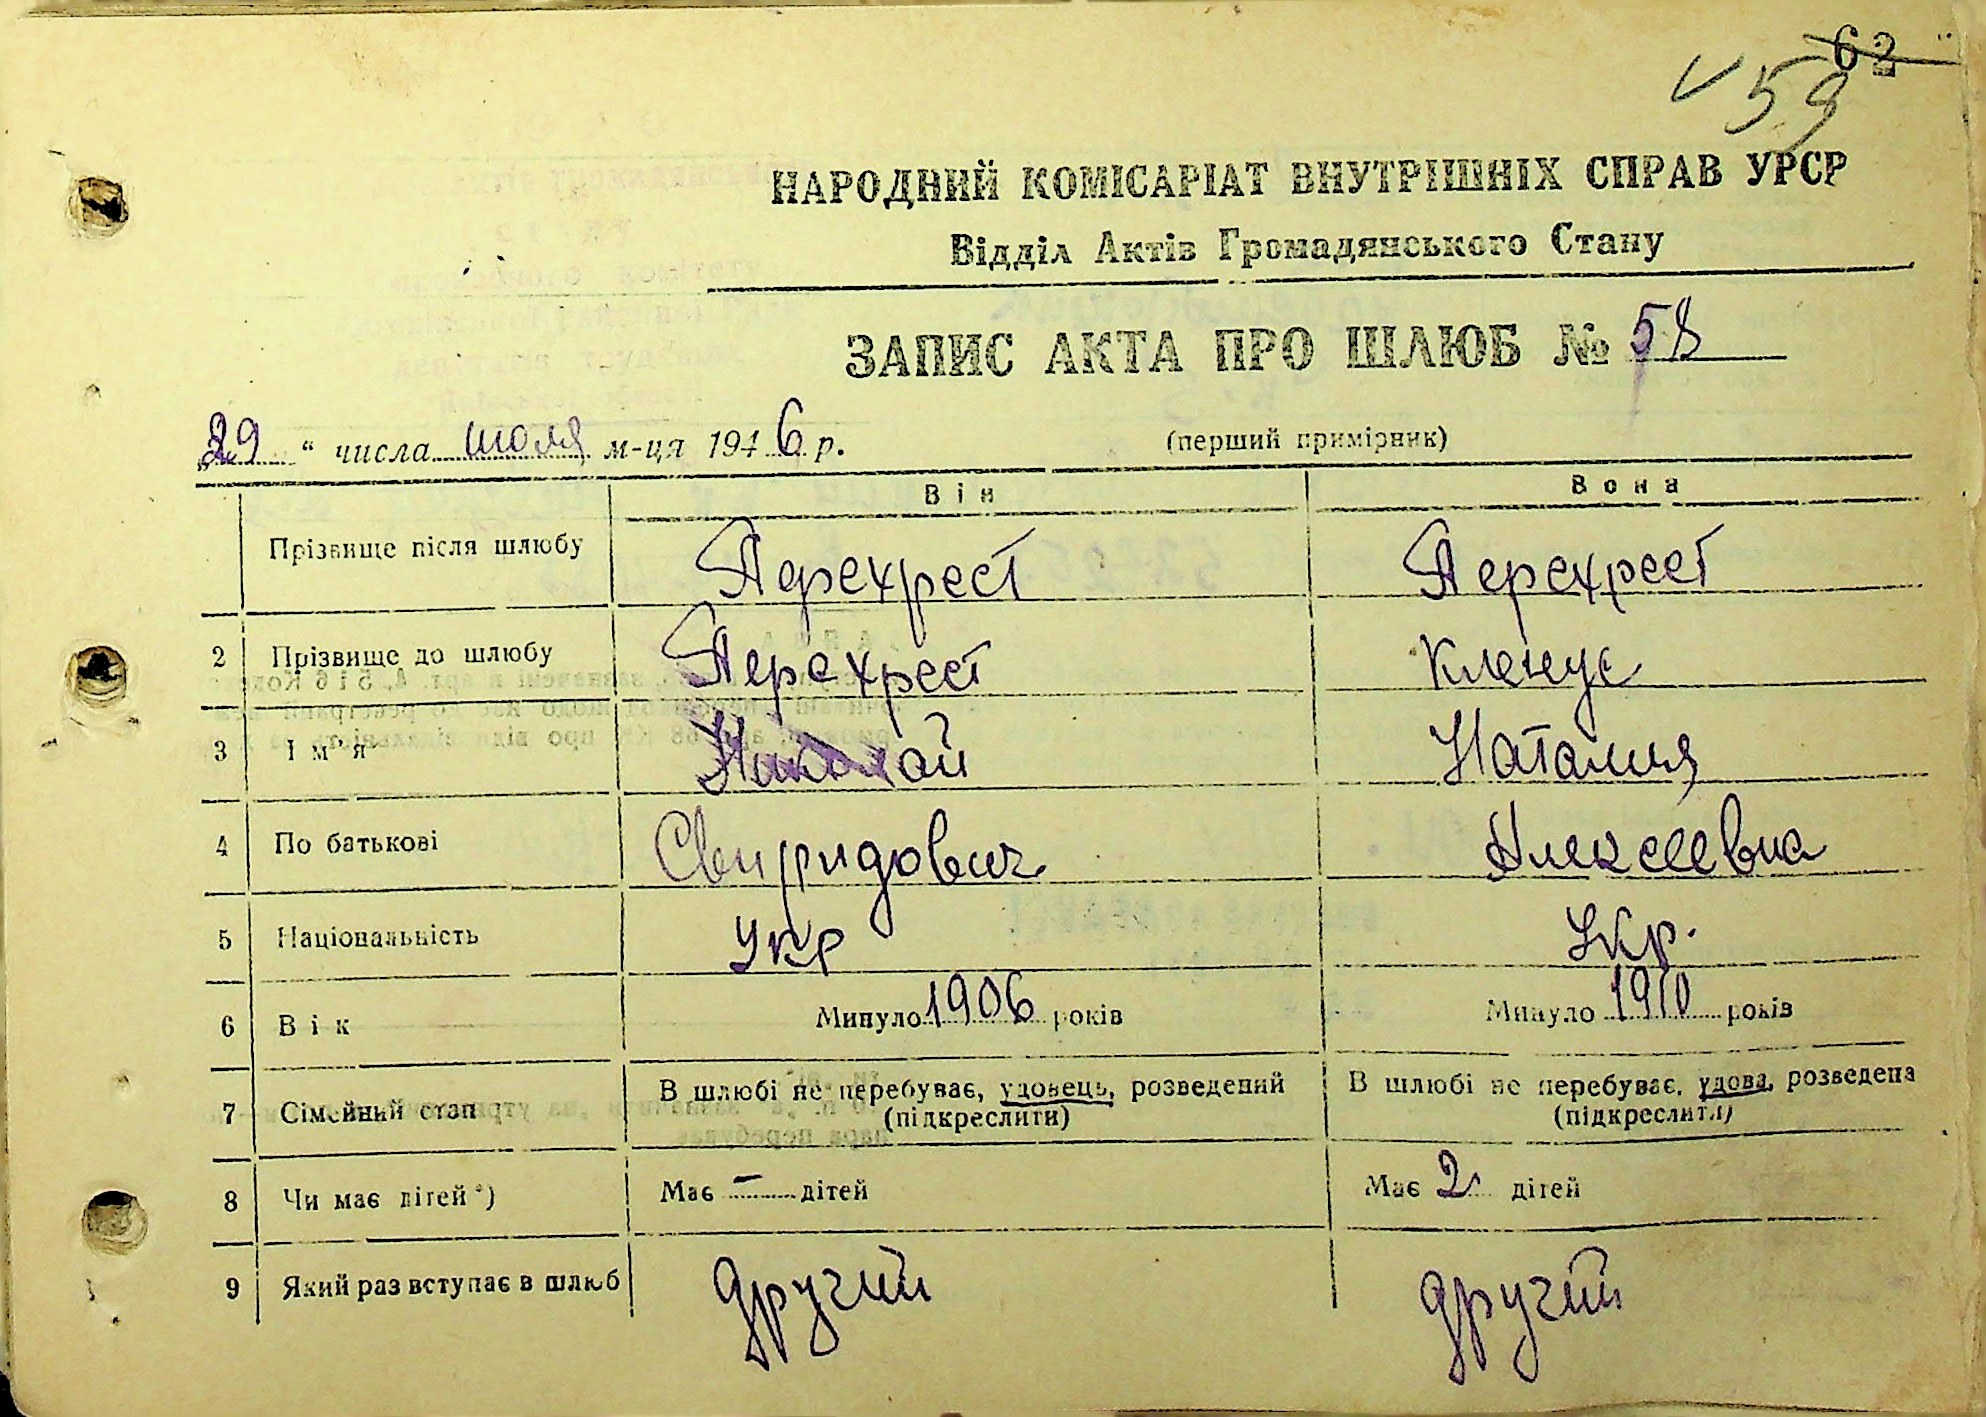 62
59
НАРОДНИЙ КОМІСАРІАТ ВНУТРІШНІХ СПРАВ УРСР
Відділ Актів Громадянського Стану
ЗАПИС АКТА ПРО ШЛЮБ № 58
29 " числа июля м-ця 1946 р. (перший примірник)
Він Вона
Прізвище після шлюбу Перехрест Перехрест
2 Прізвище до шлюбу Перехрест Кленус
3 Ім'я Николай Наталия
4 По батькові Свиридович Алексеевна
5 Національність Укр Укр.
6 Вік Минуло 1906 років Минуло 1910 років
7 Сімейний стан В шлюбі не перебуває, удовець, розведений В шлюбі не перебуває, удова, розведена
(підкреслити) (підкреслити)
8 Чи має дітей *) Має – дітей Має 2 дітей
9 Який раз вступає в шлюб другий другий